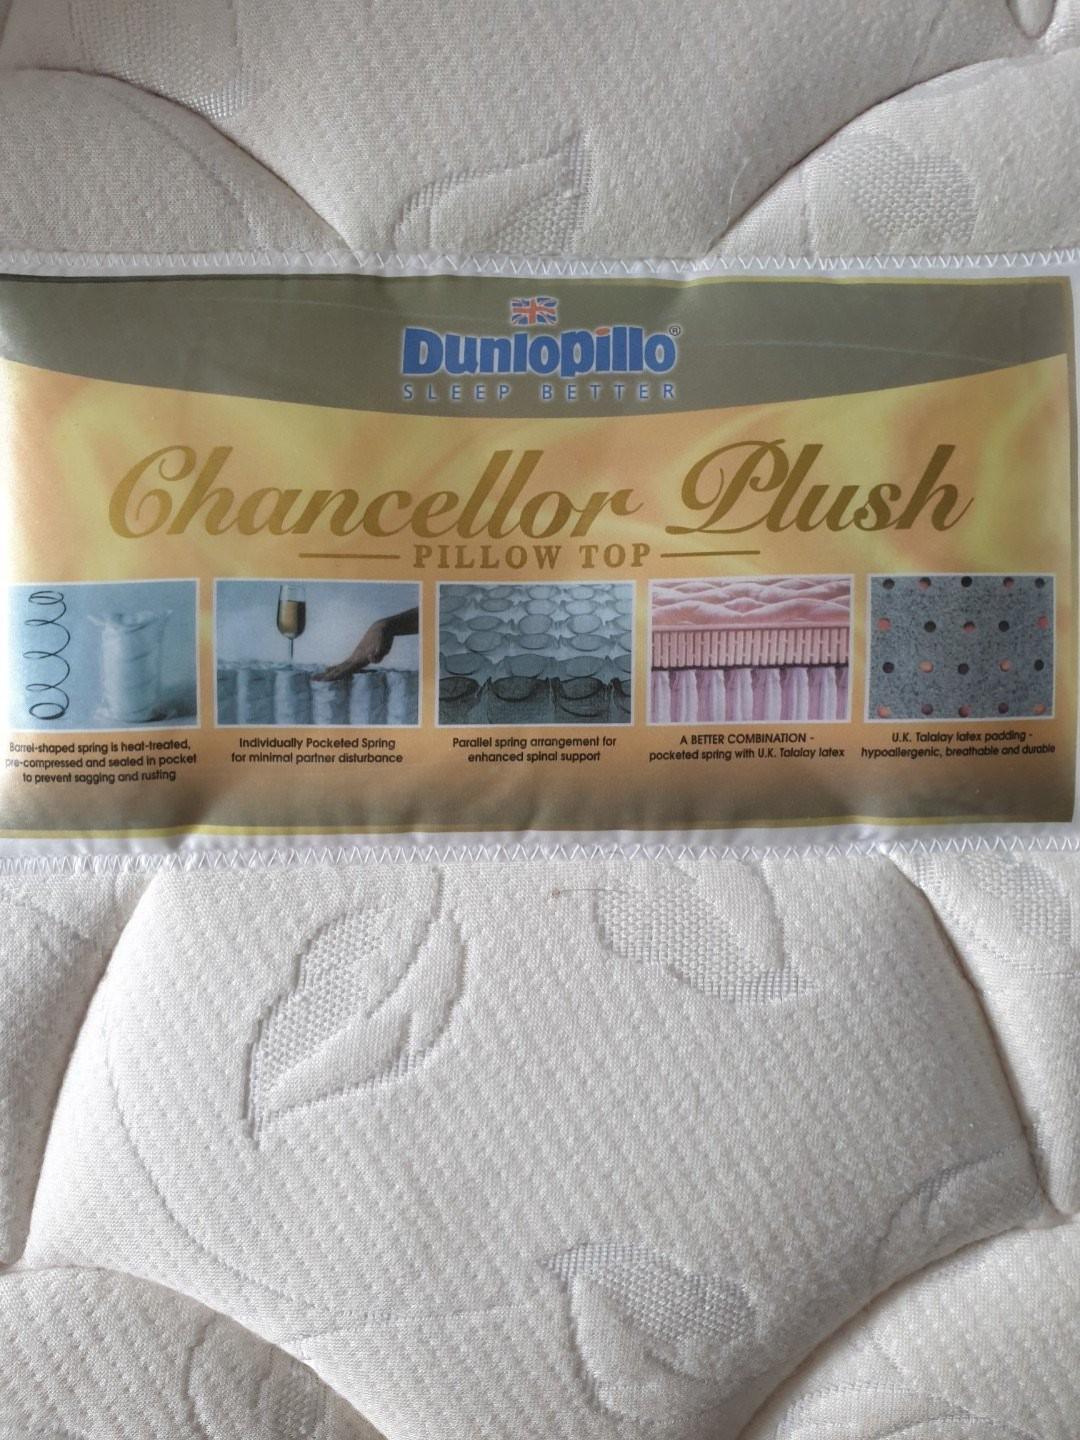 Dunlopillo®
SLEEP BETTER
Chancellor Plush
PILLOW TOP
Barrel-shaped spring is heat-treated,
pre-compressed and sealed in pocket
to prevent sagging and rusting
Individually Pocketed Spring
for minimal partner disturbance
Parallel spring arrangement for
enhanced spinal support
A BETTER COMBINATION -
pocketed spring with U.K. Talalay latex
U.K. Talalay latex padding -
hypoallergenic, breathable and durable